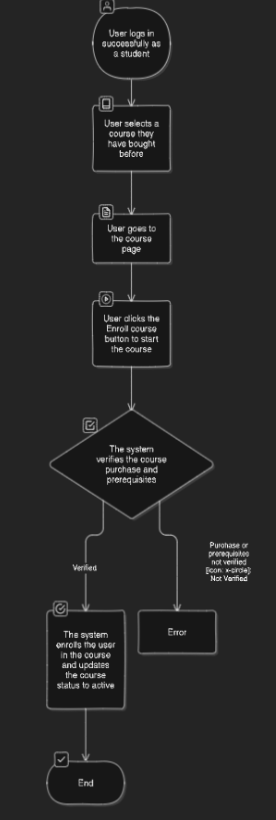 User logs in
successfully as
a student
User selects a
course they
have bought
before
User goes to
the course
page
User clicks the
Enroll course
button to start
the course
The system
verifies the course
purchase and
prerequisites
Purchase or
prerequisites
not verified
[icon: x-circle]
Not Verified
Verified
The system
enrolls the user
in the course
and updates
the course
status to active
Error
End